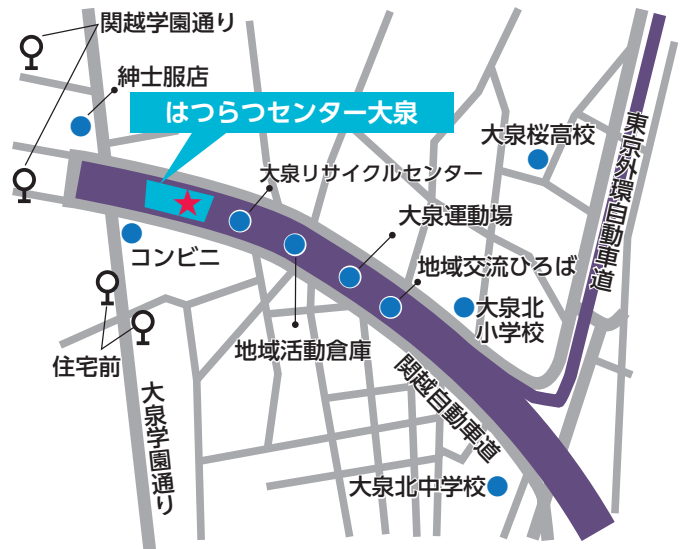 関越学園通り
紳士服店
はつらつセンター大泉
大泉桜高校
東京外環自動車道
大泉リサイクルセンター
大泉運動場
コンビニ
地域交流ひろば
大泉北
小学校
地域活動倉庫
住宅前
関越自動車道
大泉学園通り
大泉北中学校